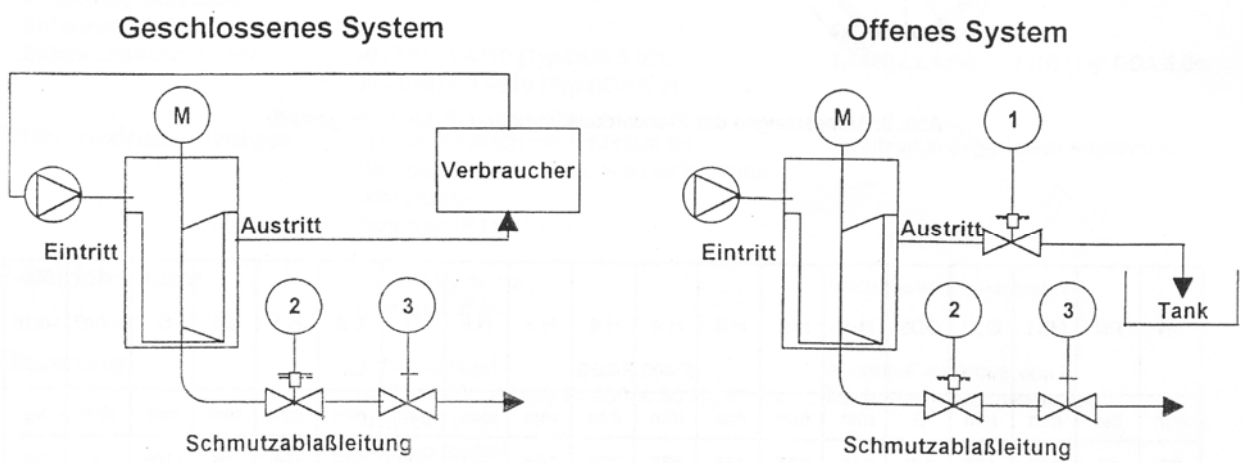 Geschlossenes System
M
Verbraucher
Eintritt
Austritt
2
3
Schmutzablaßleitung
Offenes System
M
1
Eintritt
Austritt
2
3
Tank
Schmutzablaßleitung